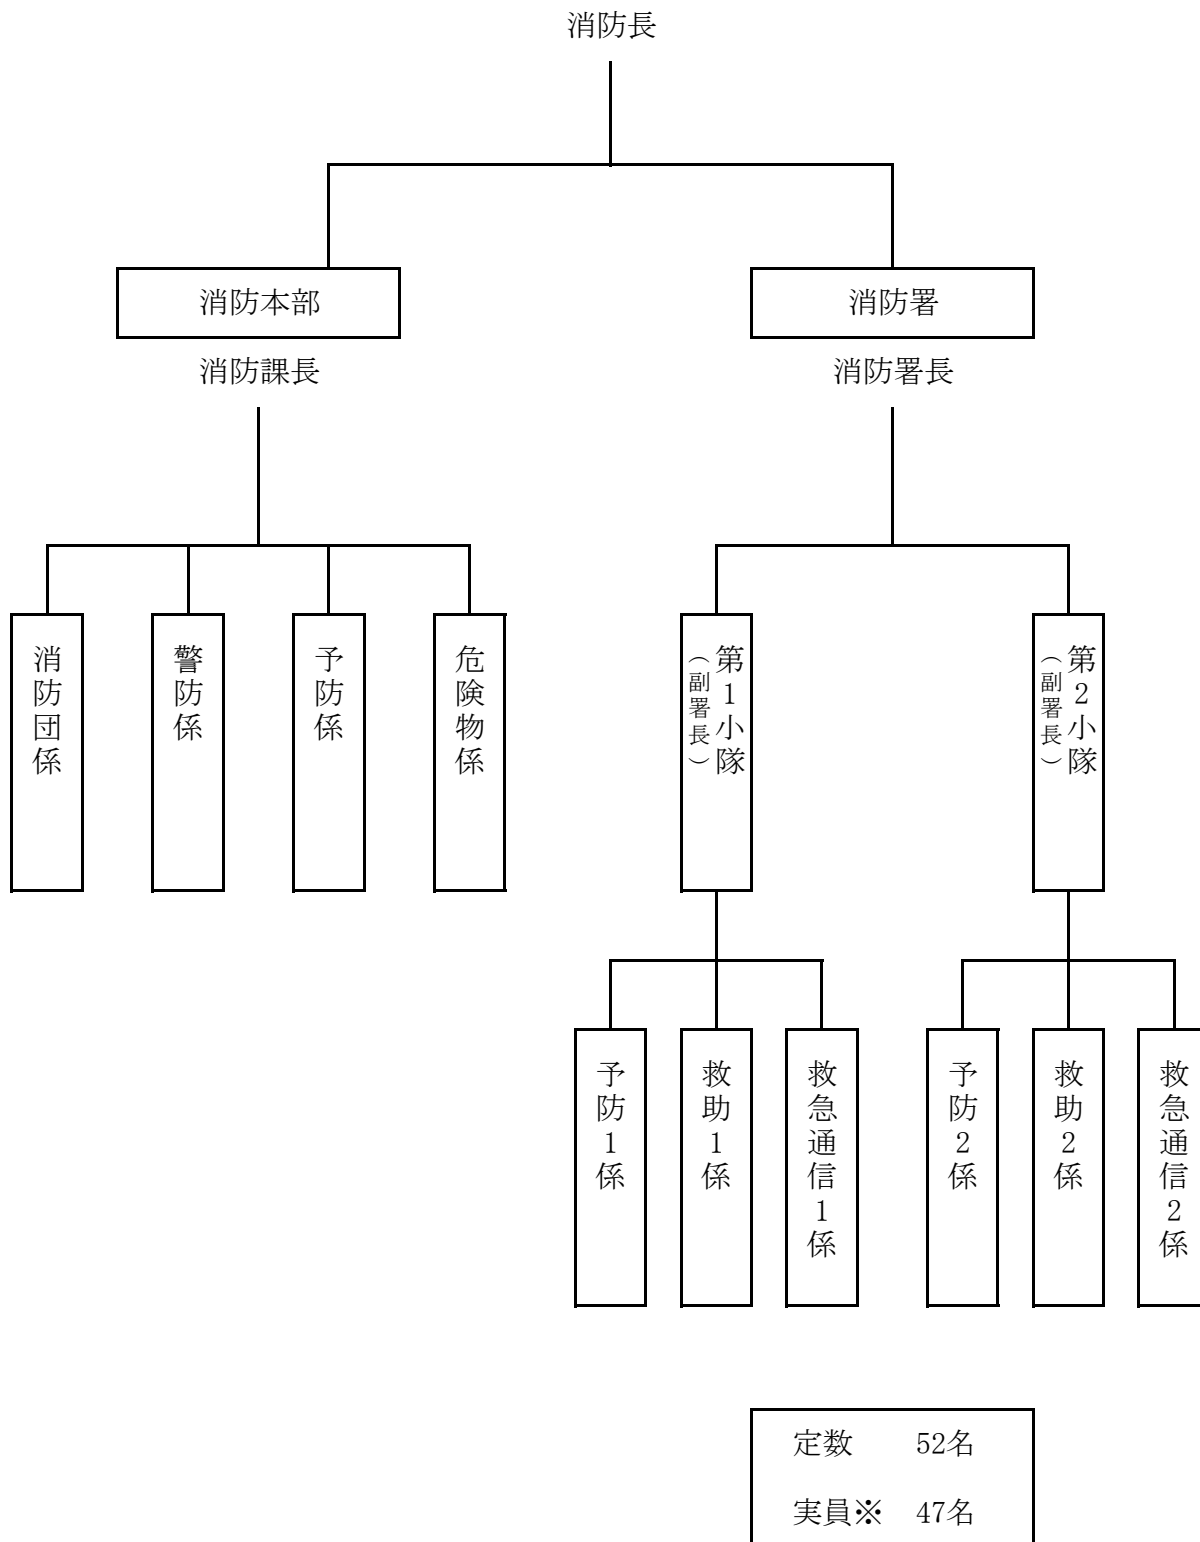 消防長
消防本部
消防署
消防課長
消防署長
消防団係
警防係
予防係
危険物係
第1小隊
（副署長）
第2小隊
（副署長）
予防1係
救助1係
救急通信1係
予防2係
救助2係
救急通信2係
定数　52名
実員※　47名